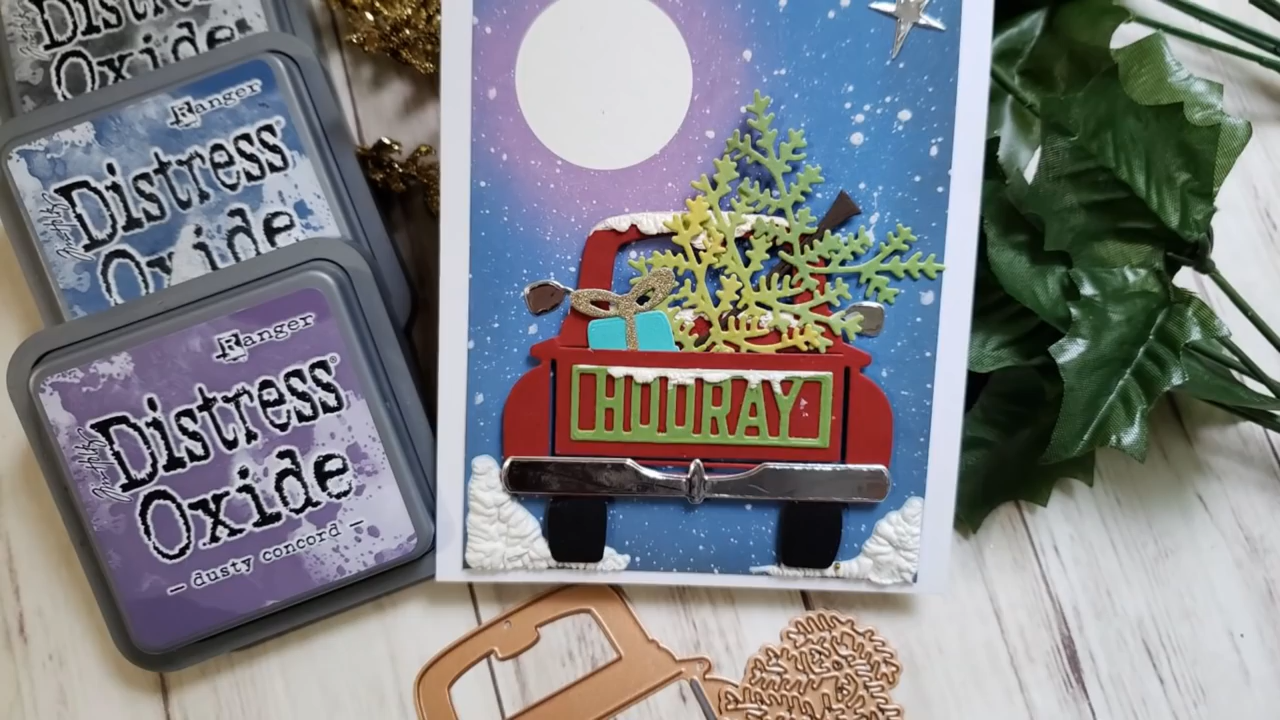 Distress
Oxide
Ranger
Distress®
Oxide
Ranger
Distress®
Oxide
— dusty concord —
HOORAY